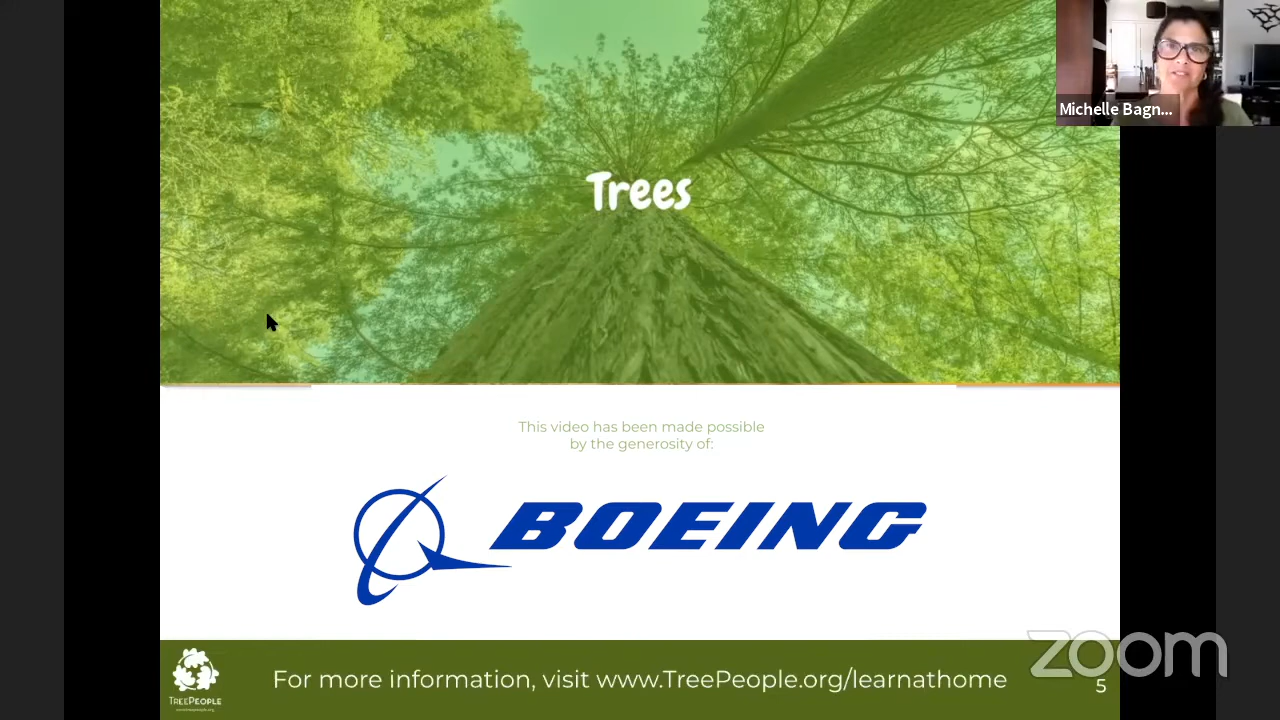 Michelle Bagn...
Trees
This video has been made possible
by the generosity of:
BOEING
TREEPEOPLE
For more information, visit www.TreePeople.org/learnathome
5
zoom